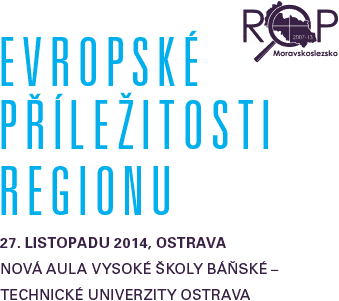 ROP
2007-13
Moravskoslezsko
EVROPSKÉ
PŘÍLEŽITOSTI
REGIONU
27. LISTOPADU 2014, OSTRAVA
NOVÁ AULA VYSOKÉ ŠKOLY BÁŇSKÉ –
TECHNICKÉ UNIVERZITY OSTRAVA